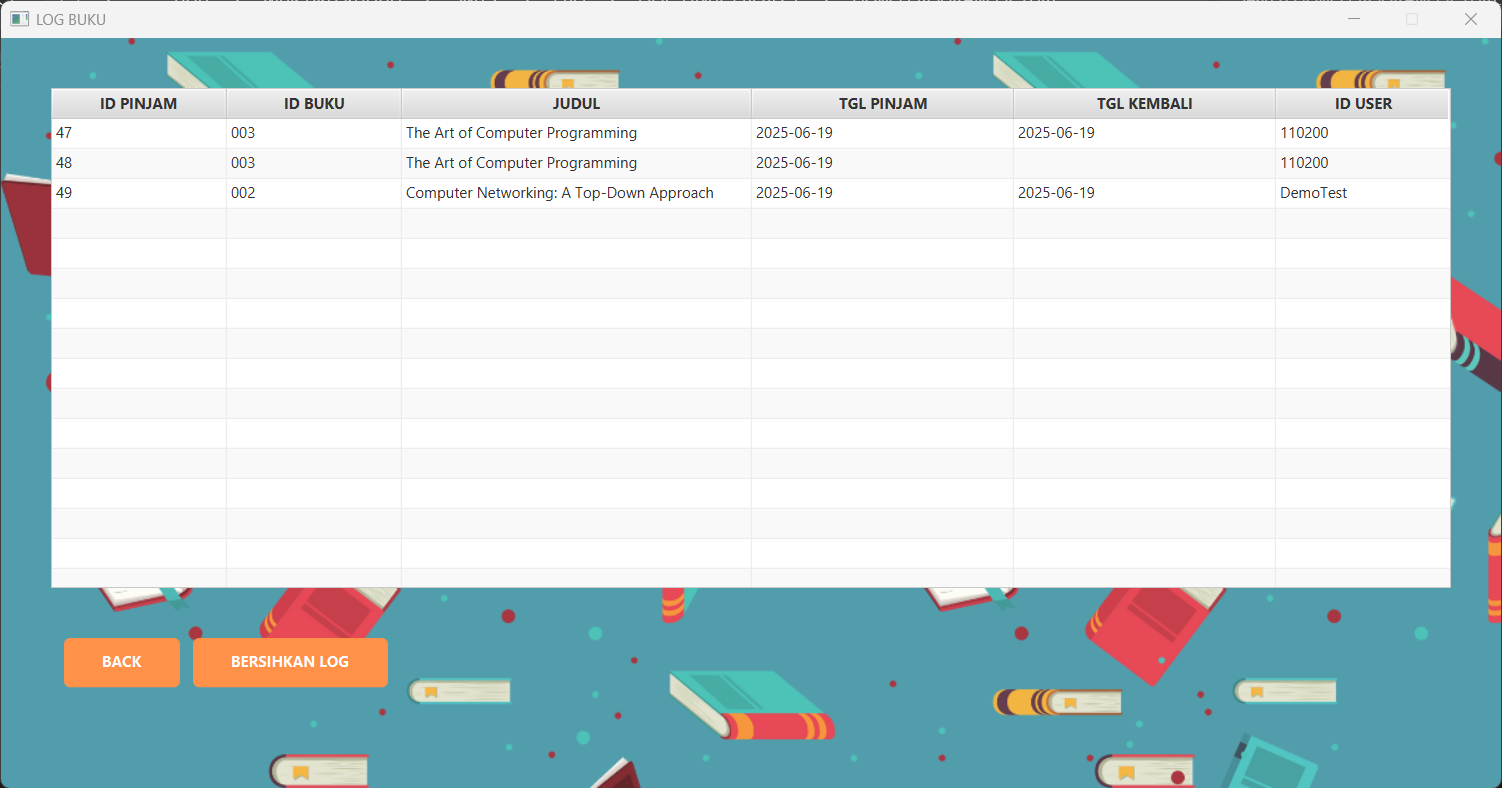 LOG BUKU
ID PINJAM ID BUKU JUDUL TGL PINJAM TGL KEMBALI ID USER
47 003 The Art of Computer Programming 2025-06-19 2025-06-19 110200
48 003 The Art of Computer Programming 2025-06-19 110200
49 002 Computer Networking: A Top-Down Approach 2025-06-19 2025-06-19 DemoTest
BACK BERSIHKAN LOG